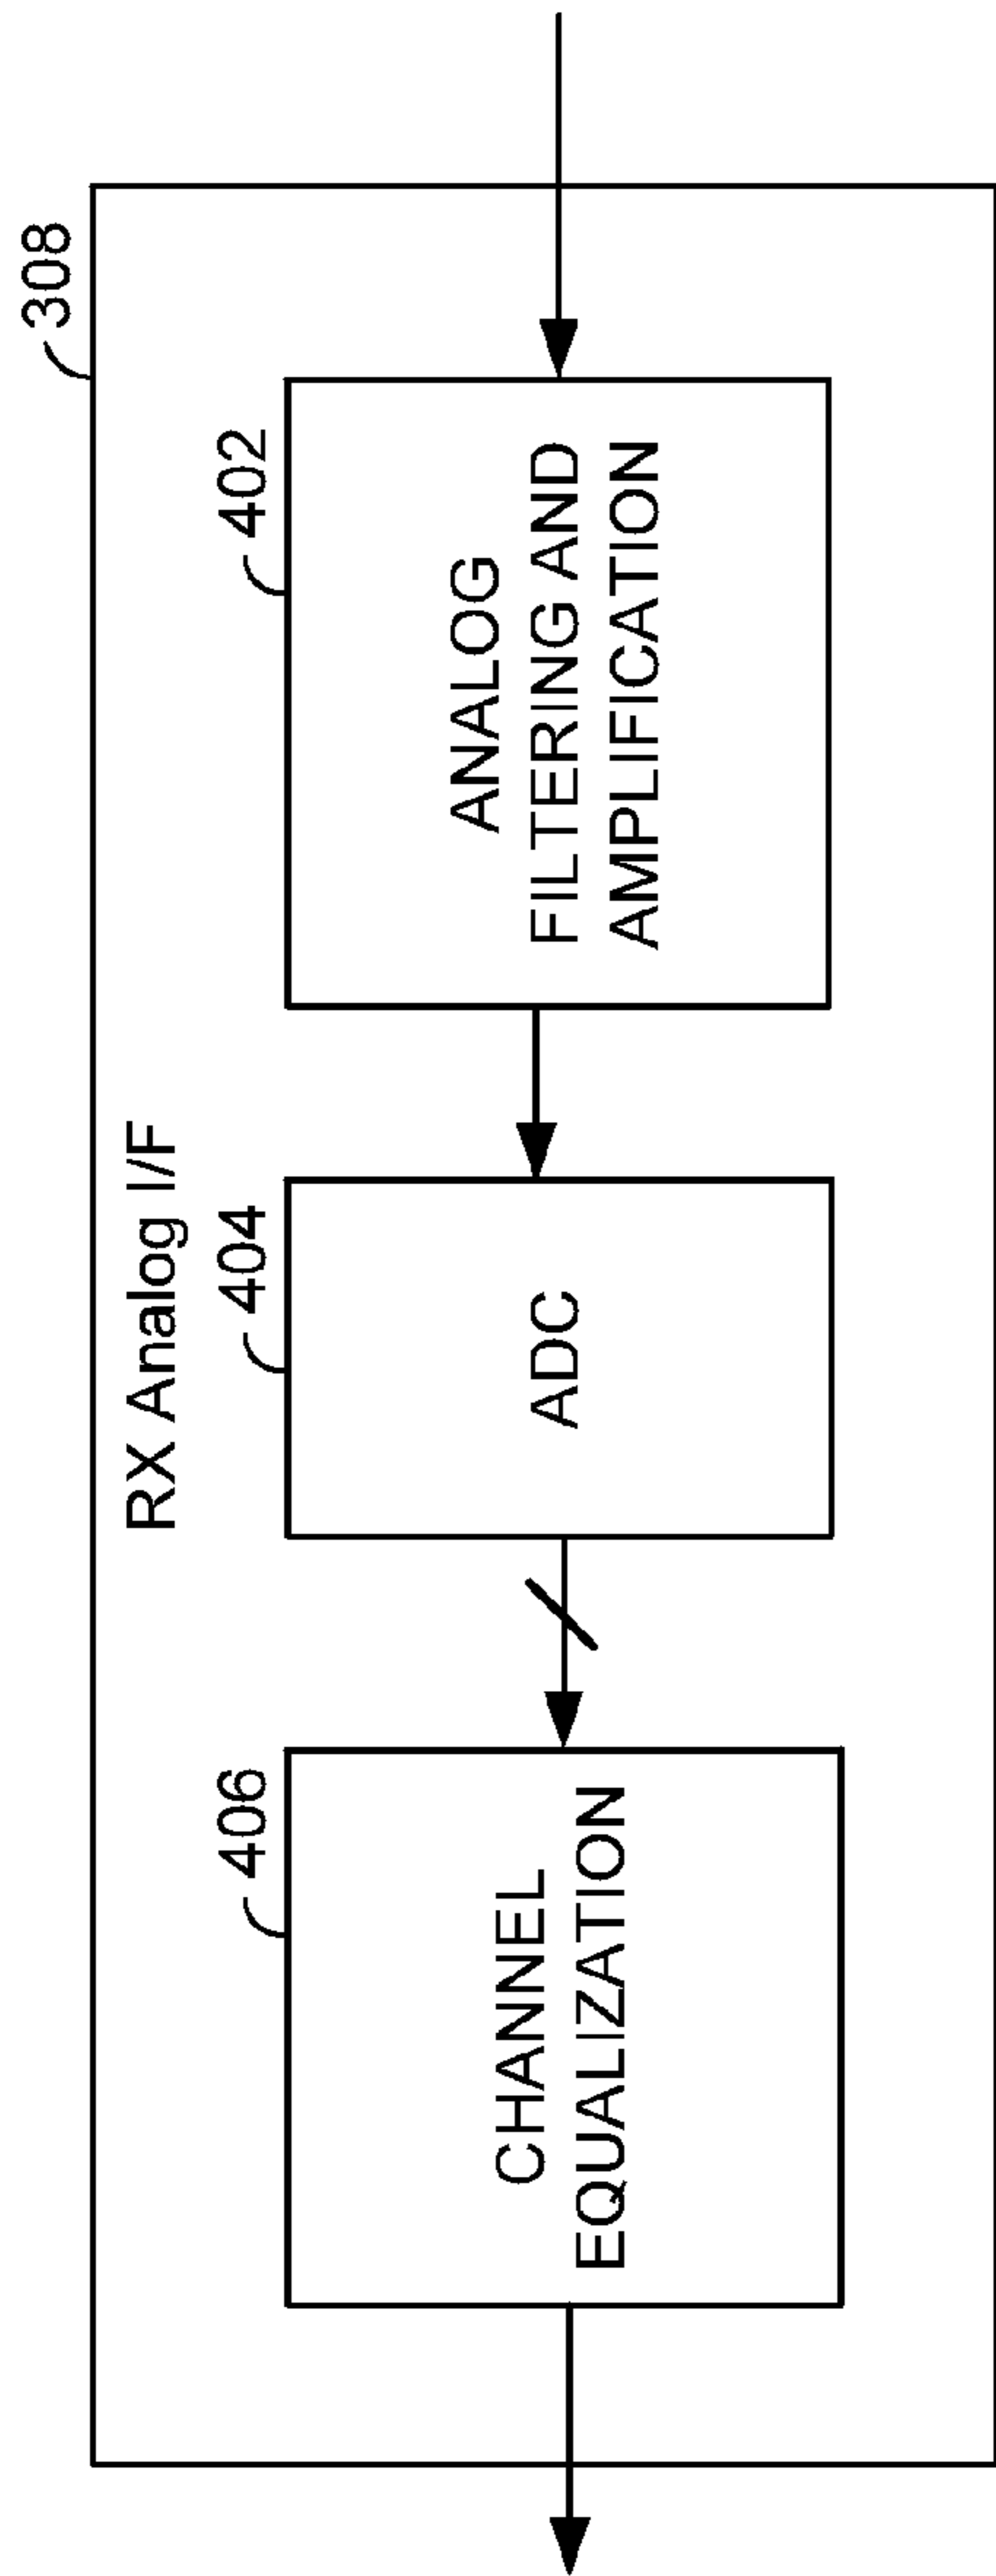 308
RX Analog I/F
406
404
402
CHANNEL
EQUALIZATION
ADC
ANALOG
FILTERING AND
AMPLIFICATION